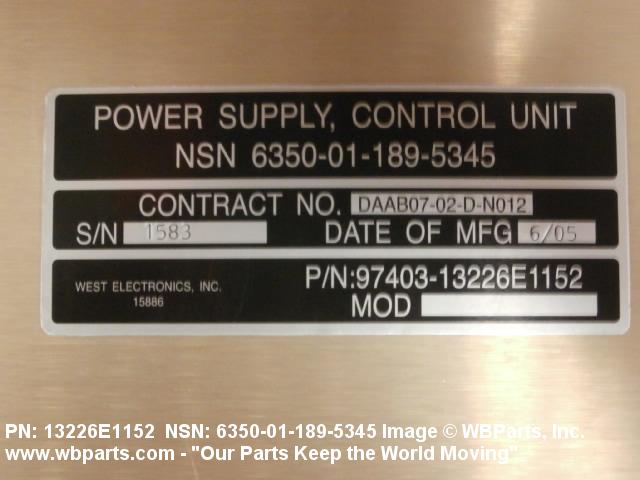 POWER SUPPLY, CONTROL UNIT
NSN 6350-01-189-5345
CONTRACT NO. DAAB07-02-D-N012
S/N 1583 DATE OF MFG 6/05
WEST ELECTRONICS, INC. P/N:97403-13226E1152
15886 MOD
PN: 13226E1152 NSN: 6350-01-189-5345 Image © WBParts, Inc.
www.wbparts.com - "Our Parts Keep the World Moving"